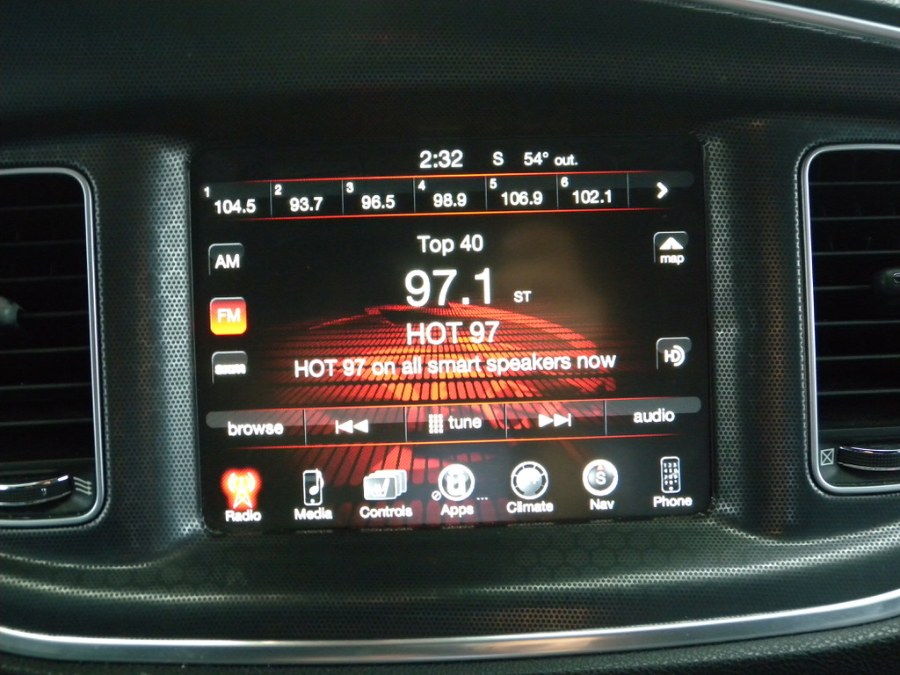 2:32 S 54° out.
1 104.5 2 93.7 3 96.5 4 98.9 5 106.9 6 102.1
Top 40
AM
map
97.1 ST
FM
HOT 97
HD
HOT 97 on all smart speakers now
browse tune audio
Radio Media Controls Apps Climate Nav Phone